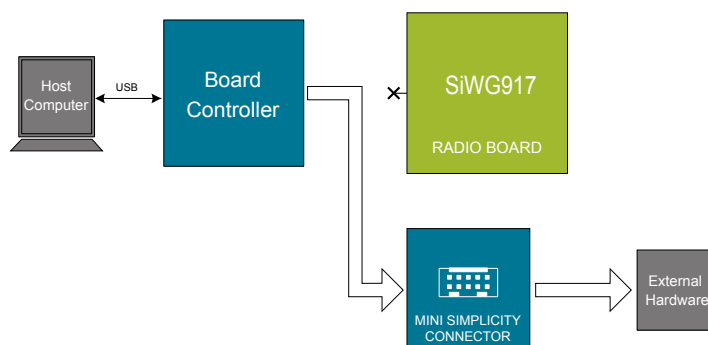 Host
Computer
USB
Board
Controller
SiWG917
RADIO BOARD
MINI SIMPLICITY
CONNECTOR
External
Hardware